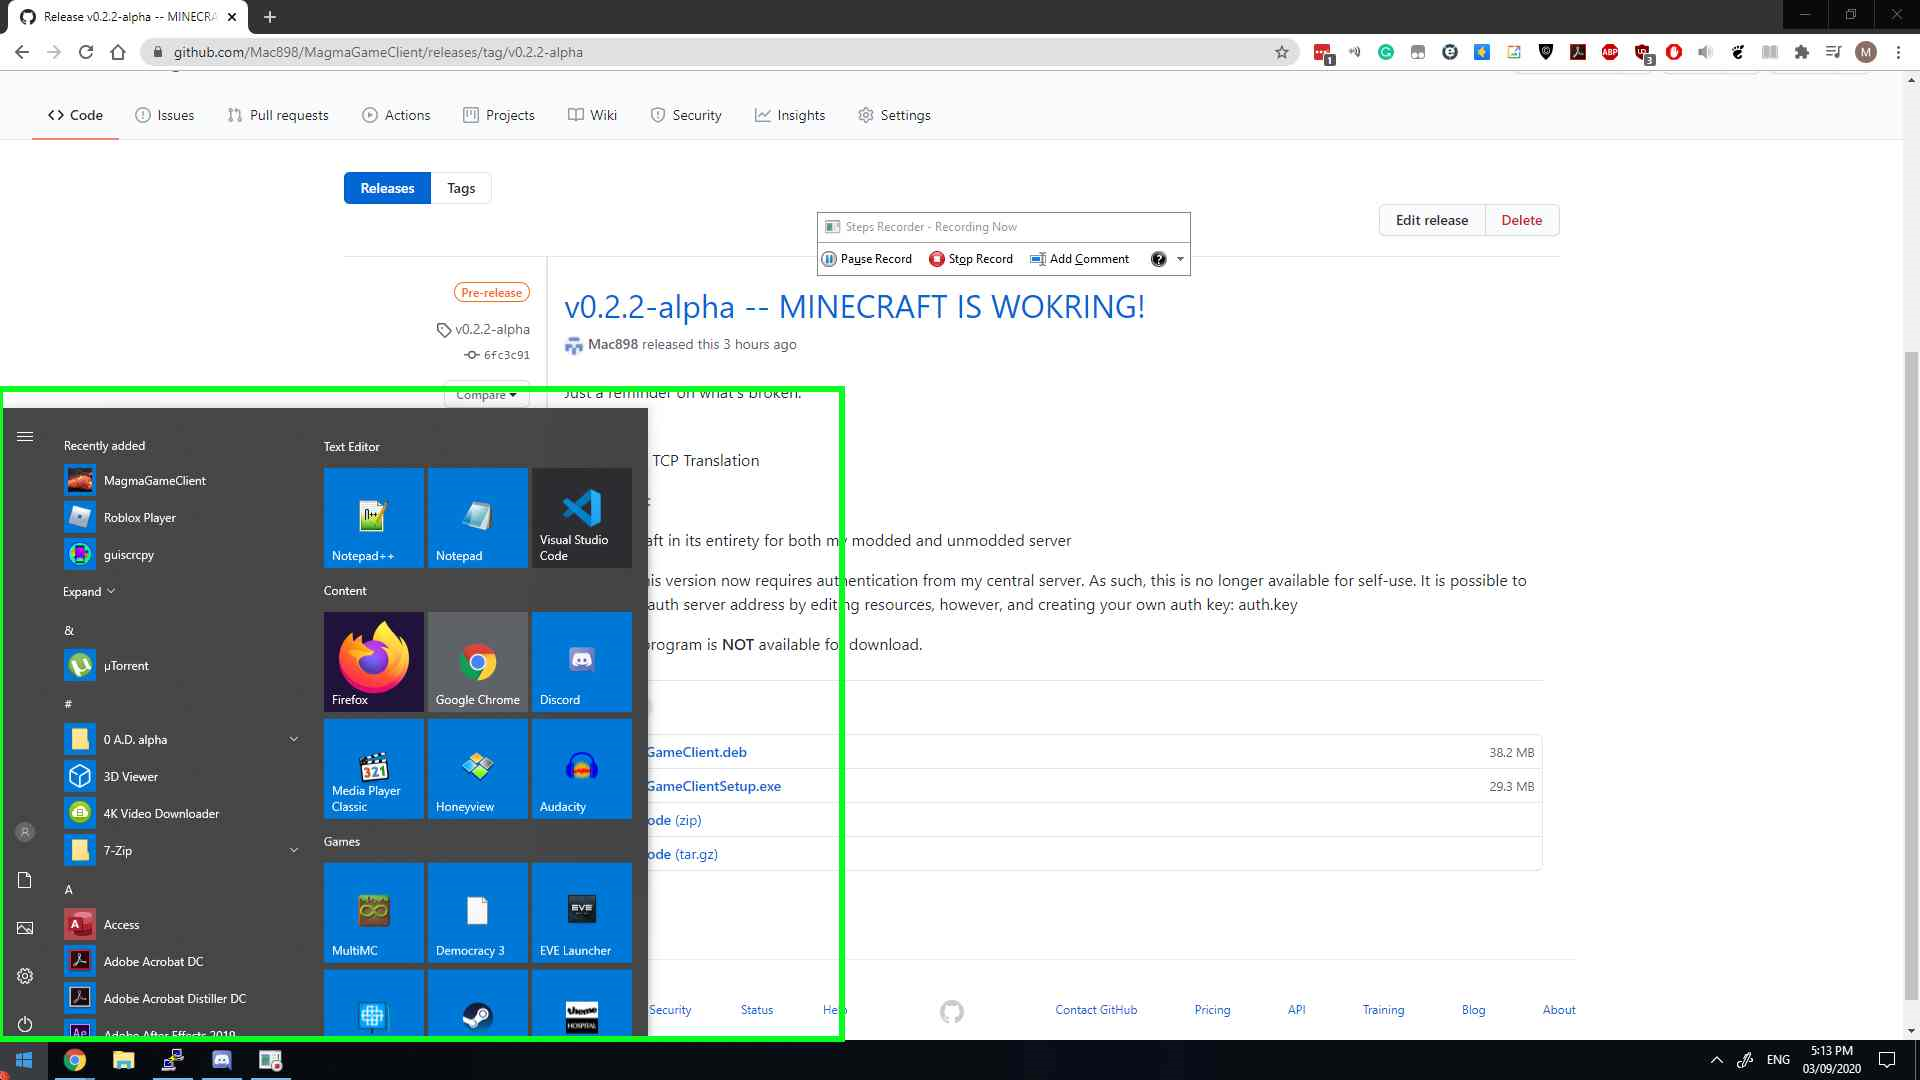 Release v0.2.2-alpha -- MINECRA
github.com/Mac898/MagmaGameClient/releases/tag/v0.2.2-alpha
1
ABP
3
M
Code
Issues
Pull requests
Actions
Projects
Wiki
Security
Insights
Settings
Releases
Tags
Steps Recorder - Recording Now
Pause Record
Stop Record
Add Comment
Edit release
Delete
Pre-release
v0.2.2-alpha
6fc3c91
Compare
v0.2.2-alpha -- MINECRAFT IS WOKRING!
Mac898 released this 3 hours ago
Just a reminder on what's broken:
TCP Translation
:
aft in its entirety for both my modded and unmodded server
his version now requires authentication from my central server. As such, this is no longer available for self-use. It is possible to
auth server address by editing resources, however, and creating your own auth key: auth.key
program is NOT available for download.
GameClient.deb
38.2 MB
GameClientSetup.exe
29.3 MB
ode (zip)
ode (tar.gz)
Recently added
MagmaGameClient
Roblox Player
guiscrcpy
Expand
&
µTorrent
#
0 A.D. alpha
3D Viewer
4K Video Downloader
7-Zip
A
Access
Adobe Acrobat DC
Adobe Acrobat Distiller DC
Adobe After Effects 2019
Text Editor
Notepad++
Notepad
Visual Studio
Code
Content
Firefox
Google Chrome
Discord
321
Media Player
Classic
Honeyview
Audacity
Games
MultiMC
Democracy 3
EVE
EVE Launcher
theme
HOSPITAL
Security
Status
Help
Contact GitHub
Pricing
API
Training
Blog
About
ENG
5:13 PM
03/09/2020